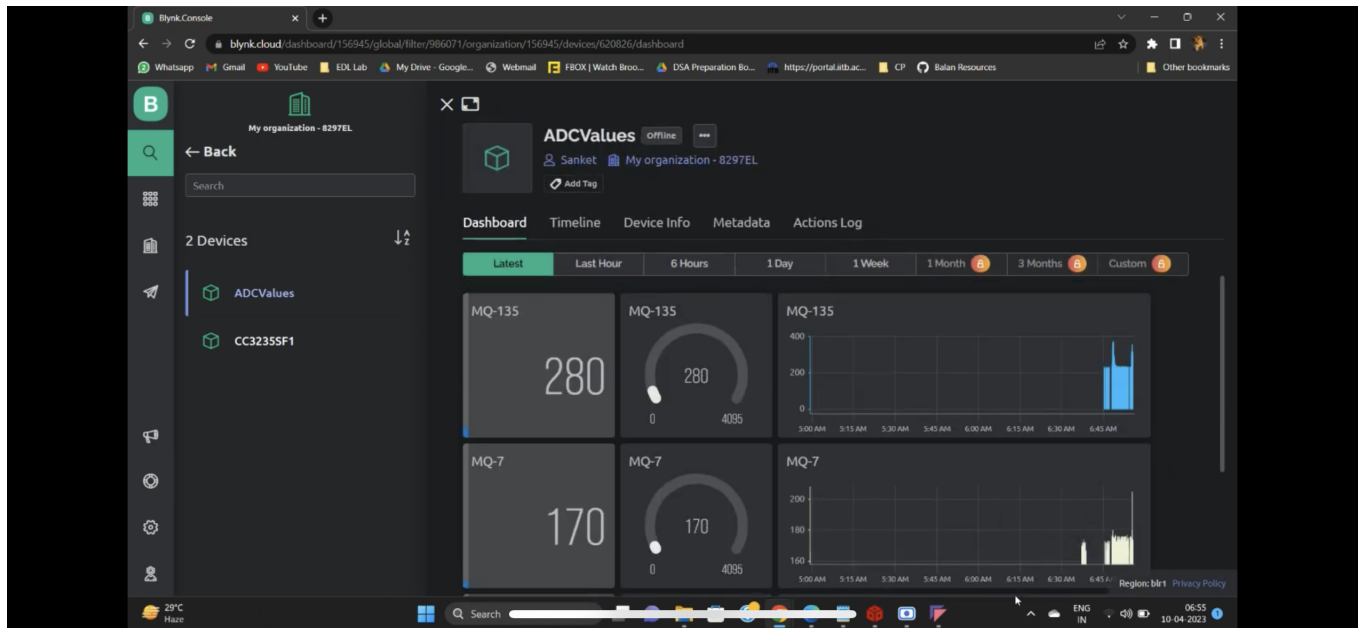 Blynk.Console
blynk.cloud/dashboard/156945/global/filter/986071/organization/156945/devices/620826/dashboard
Whatsapp Gmail YouTube EDL Lab My Drive - Google... Webmail FBOX | Watch Broo... DSA Preparation Bo... https://portal.iitb.ac... CP Balan Resources Other bookmarks
B
My organization - 8297EL
Back
Search
2 Devices
ADCValues
CC3235SF1
ADCValues Offline
Sanket My organization - 8297EL
Add Tag
Dashboard Timeline Device Info Metadata Actions Log
Latest Last Hour 6 Hours 1 Day 1 Week 1 Month 3 Months Custom
MQ-135
280
MQ-135
280
0 4095
MQ-135
400
200
0
5:00 AM 5:15 AM 5:30 AM 5:45 AM 6:00 AM 6:15 AM 6:30 AM 6:45 AM
MQ-7
170
MQ-7
170
0 4095
MQ-7
200
180
160
5:00 AM 5:15 AM 5:30 AM 5:45 AM 6:00 AM 6:15 AM 6:30 AM 6:45 A
Region: blr1 Privacy Policy
29°C
Haze
Search
ENG
IN
06:55
10-04-2023